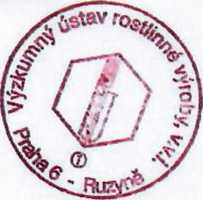 Výzkumný ústav rostlinné výroby, v.v.i.
Praha 6 - Ruzyně
7